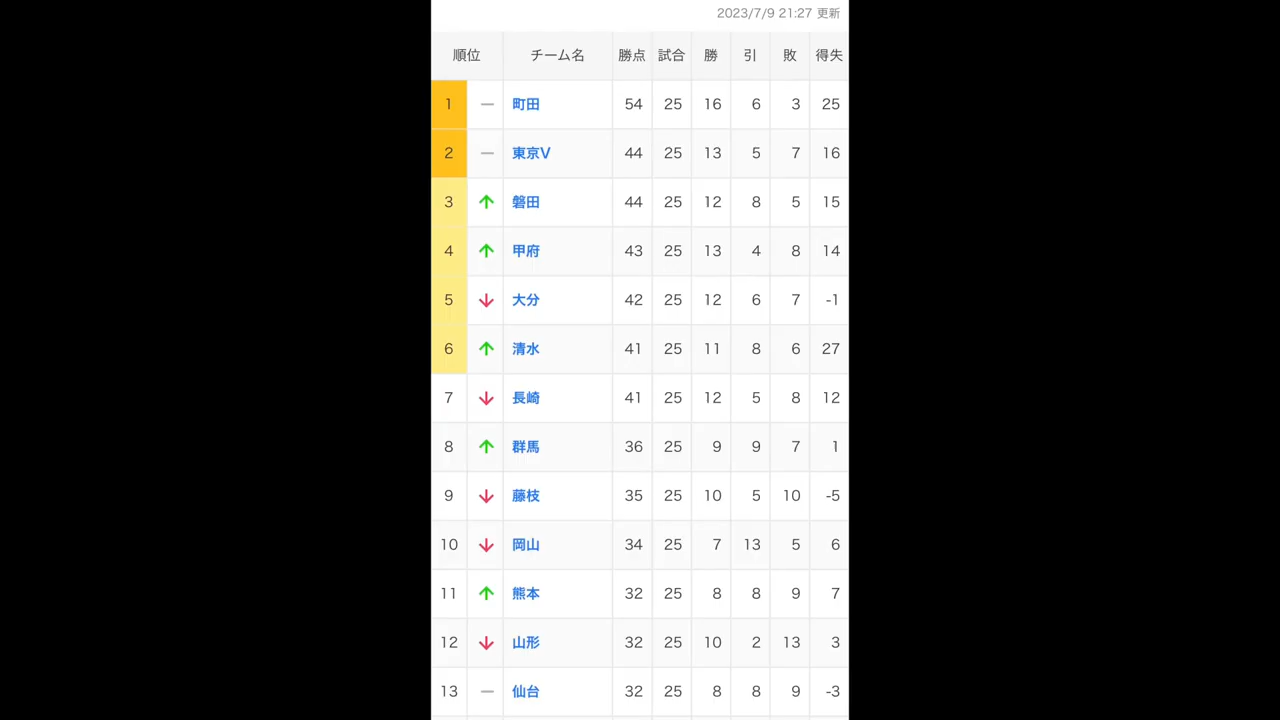 2023/7/9 21:27 更新
順位 チーム名 勝点 試合 勝 引 敗 得失
1 — 町田 54 25 16 6 3 25
2 — 東京V 44 25 13 5 7 16
3 ↑ 磐田 44 25 12 8 5 15
4 ↑ 甲府 43 25 13 4 8 14
5 ↓ 大分 42 25 12 6 7 -1
6 ↑ 清水 41 25 11 8 6 27
7 ↓ 長崎 41 25 12 5 8 12
8 ↑ 群馬 36 25 9 9 7 1
9 ↓ 藤枝 35 25 10 5 10 -5
10 ↓ 岡山 34 25 7 13 5 6
11 ↑ 熊本 32 25 8 8 9 7
12 ↓ 山形 32 25 10 2 13 3
13 — 仙台 32 25 8 8 9 -3